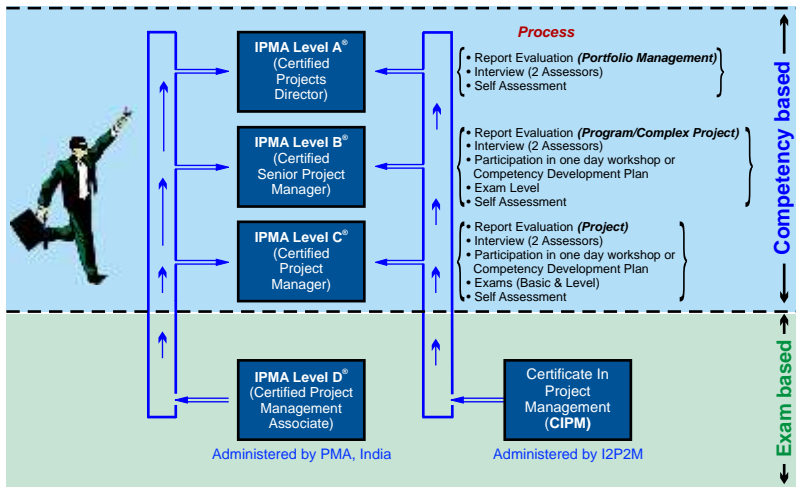 Process
IPMA Level A®
(Certified
Projects
Director)
• Report Evaluation (Portfolio Management)
• Interview (2 Assessors)
• Self Assessment
IPMA Level B®
(Certified
Senior Project
Manager)
• Report Evaluation (Program/Complex Project)
• Interview (2 Assessors)
• Participation in one day workshop or
Competency Development Plan
• Exam Level
• Self Assessment
IPMA Level C®
(Certified
Project
Manager)
• Report Evaluation (Project)
• Interview (2 Assessors)
• Participation in one day workshop or
Competency Development Plan
• Exams (Basic & Level)
• Self Assessment
Competency based
IPMA Level D®
(Certified Project
Management
Associate)
Administered by PMA, India
Certificate In
Project
Management
(CIPM)
Administered by I2P2M
Exam based